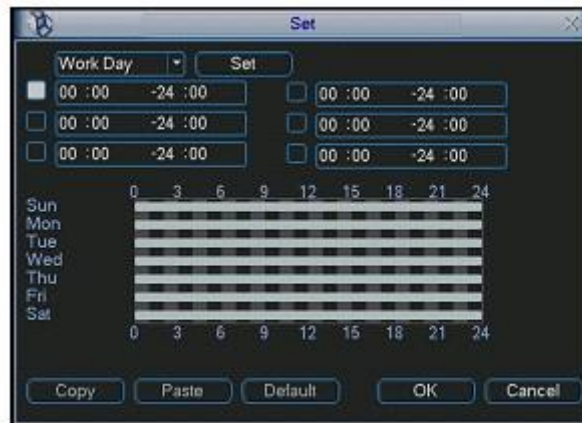 Set
Work Day Set
00 :00 -24 :00 00 :00 -24 :00
00 :00 -24 :00 00 :00 -24 :00
00 :00 -24 :00 00 :00 -24 :00
0 3 6 9 12 15 18 21 24
Sun
Mon
Tue
Wed
Thu
Fri
Sat
0 3 6 9 12 15 18 21 24
Copy Paste Default OK Cancel